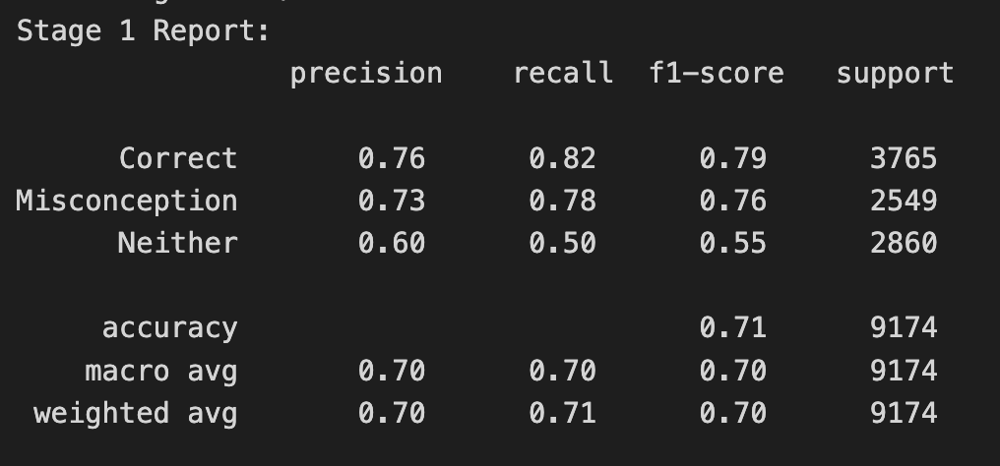 Stage 1 Report:
precision recall f1-score support
Correct 0.76 0.82 0.79 3765
Misconception 0.73 0.78 0.76 2549
Neither 0.60 0.50 0.55 2860
accuracy 0.71 9174
macro avg 0.70 0.70 0.70 9174
weighted avg 0.70 0.71 0.70 9174